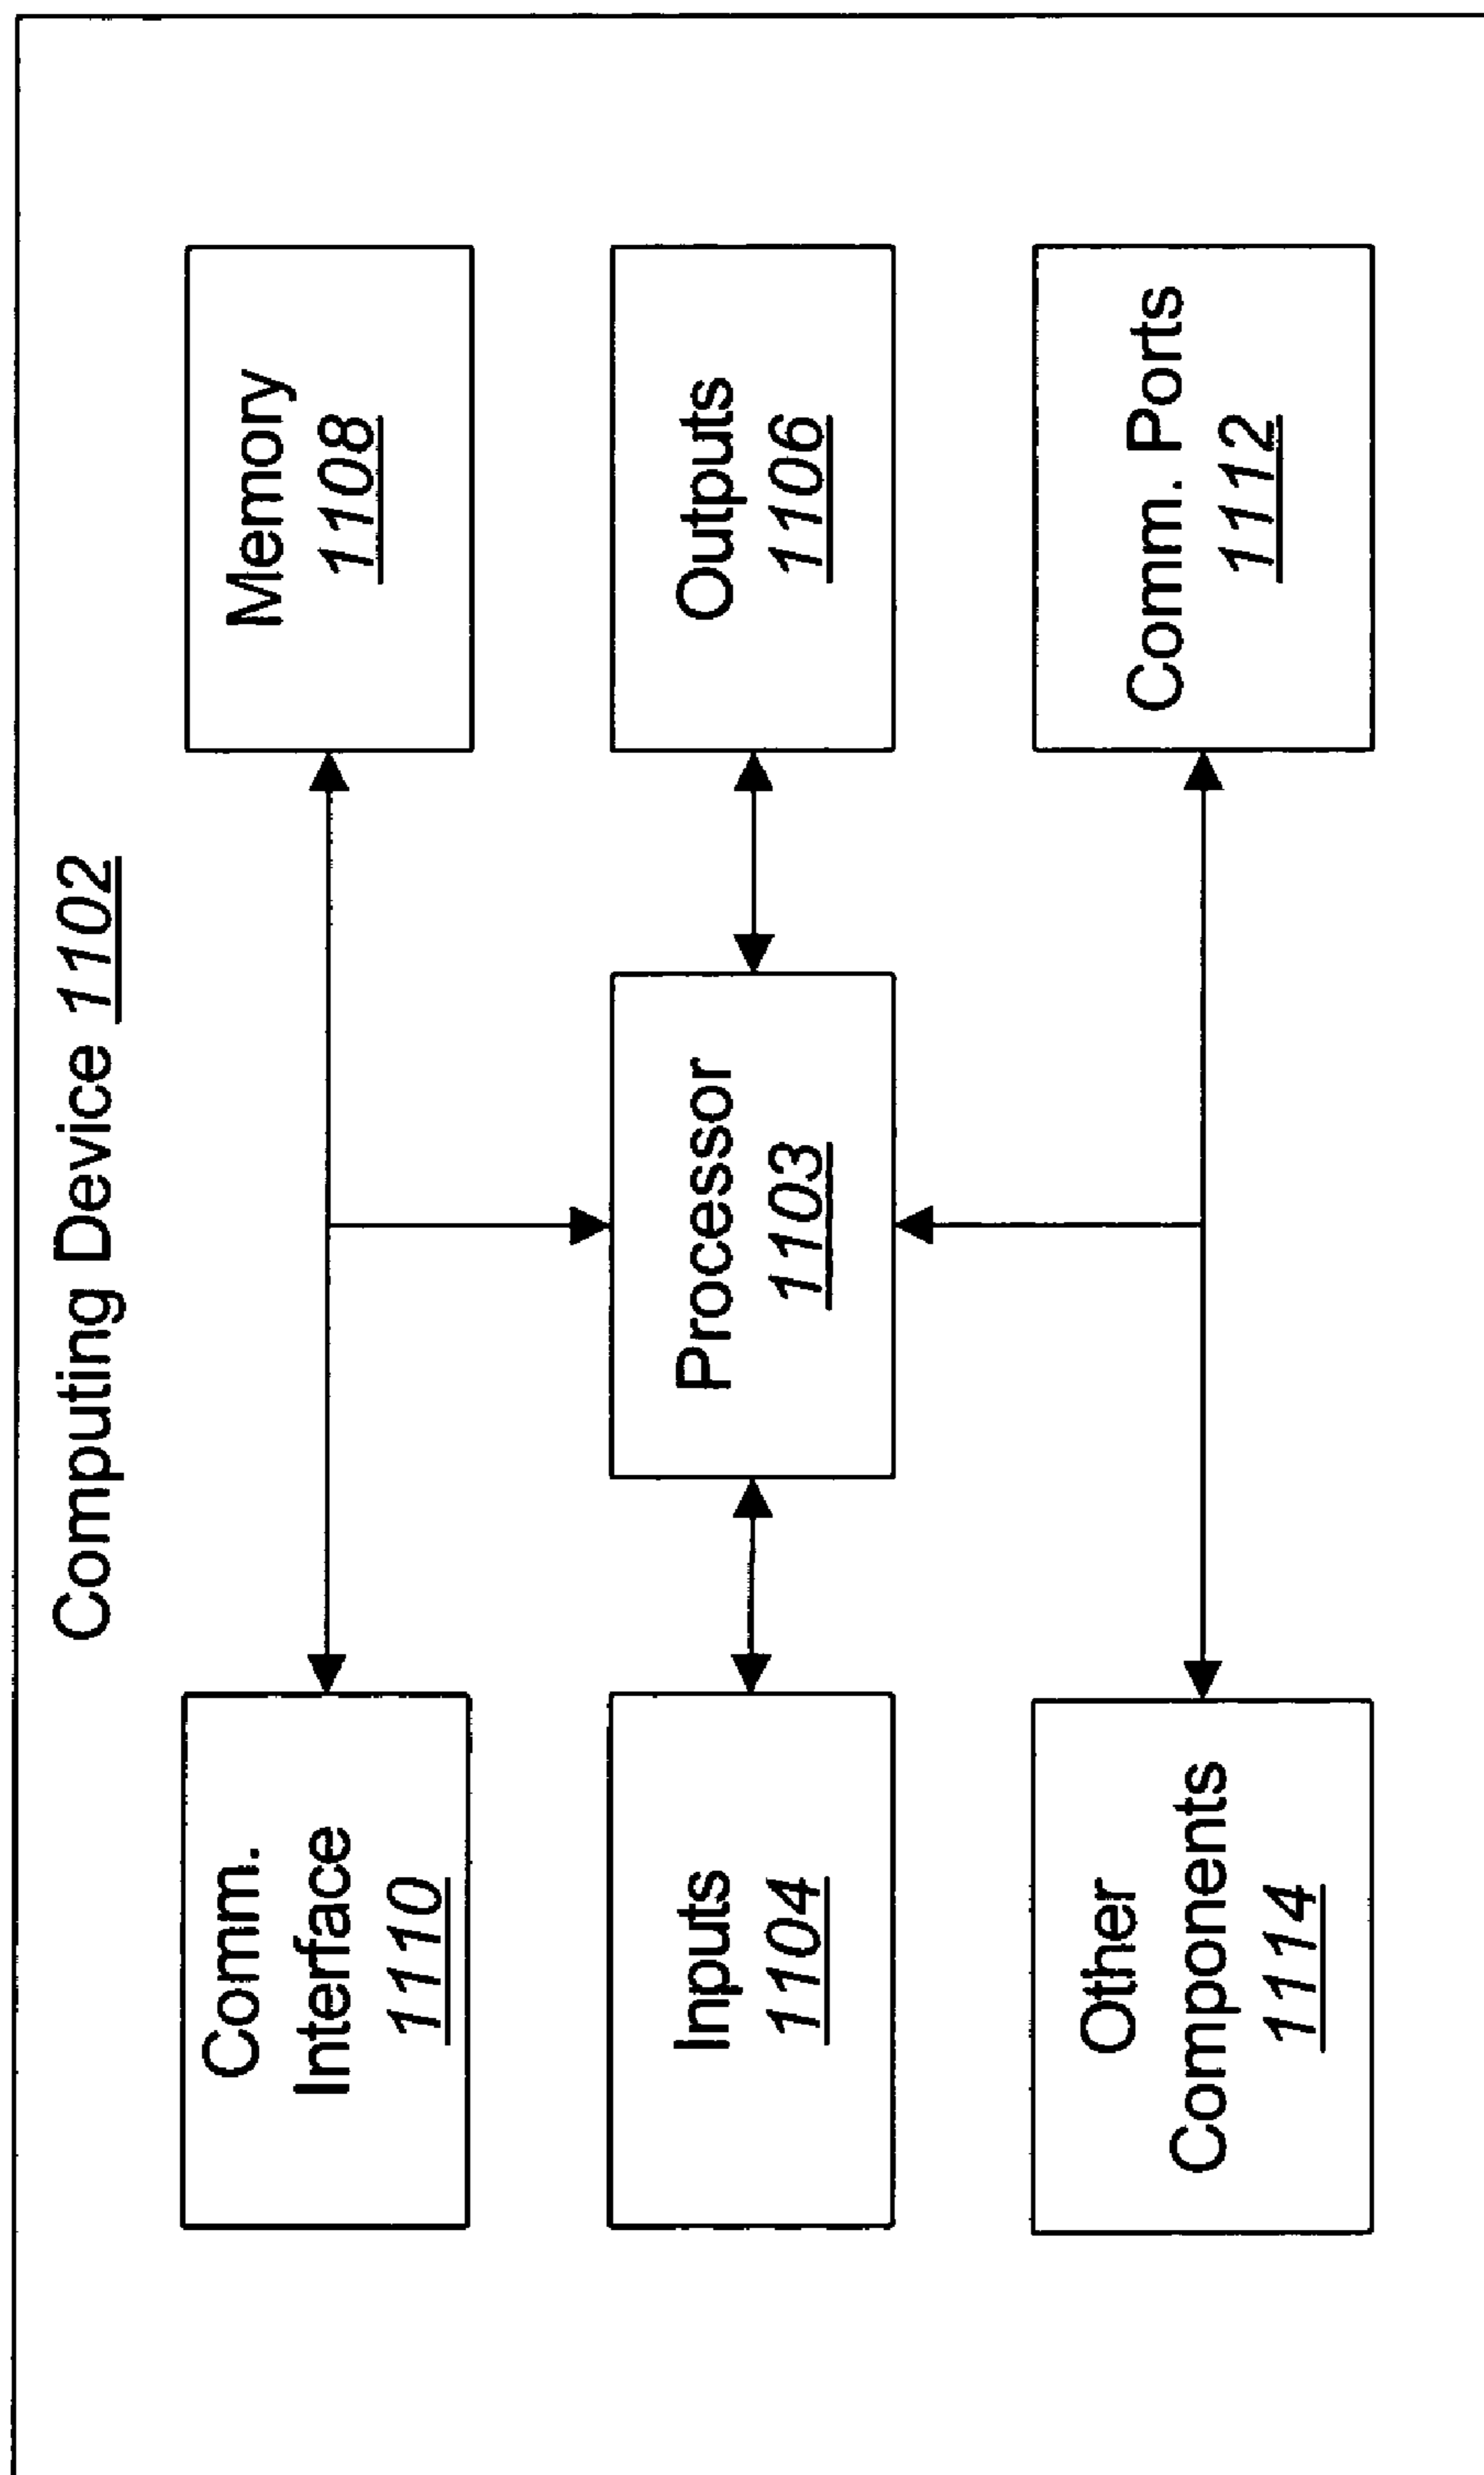 Computing Device 1102
Comm.
Interface
1110
Memory
1108
Inputs
1104
Processor
1103
Outputs
1106
Other
Components
1114
Comm. Ports
1112